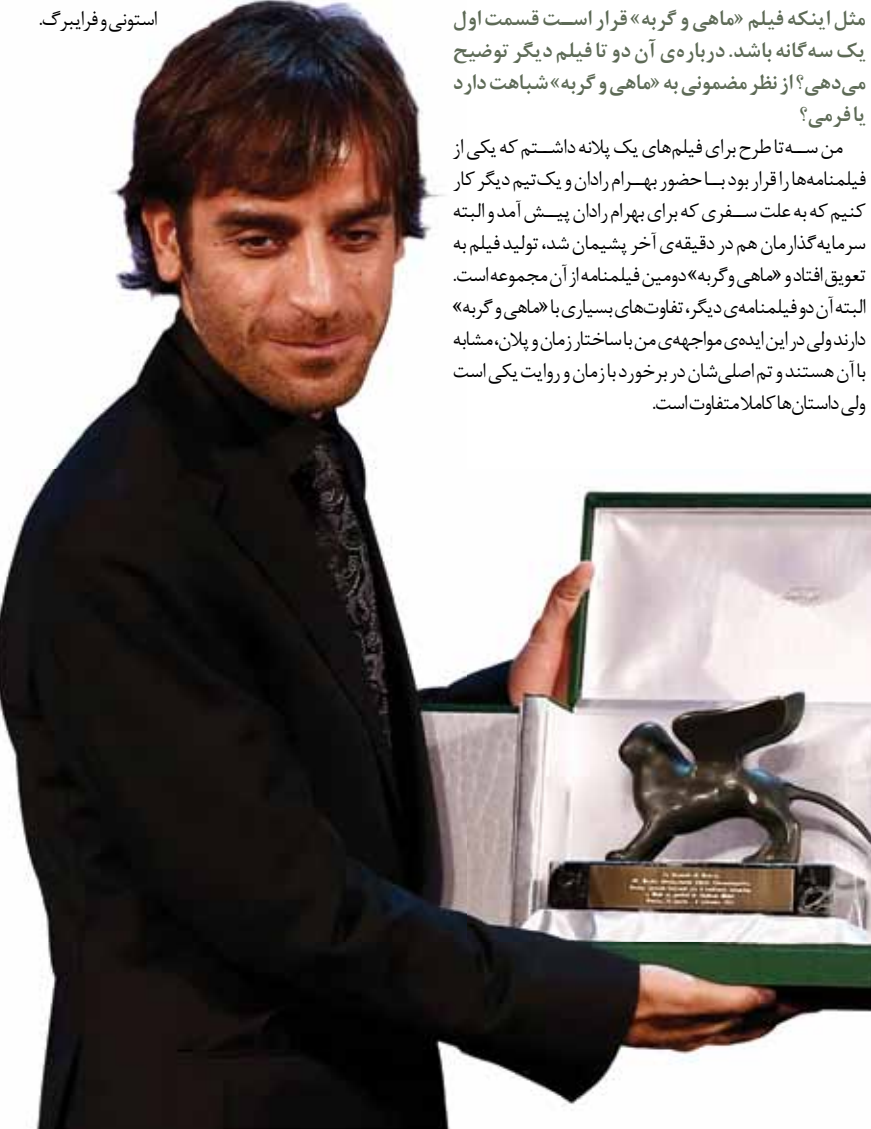 مثل اینکه فیلم «ماهی و گربه» قرار است قسمت اول
یک سه‌گانه باشد. درباره‌ی آن دو تا فیلم دیگر توضیح
می‌دهی؟ از نظر مضمونی به «ماهی و گربه» شباهت دارد
یا فرمی؟
من سه تا طرح برای فیلم‌های یک پلانه داشتم که یکی از
فیلمنامه‌ها را قرار بود با حضور بهرام رادان و یک تیم دیگر کار
کنیم که به علت سفری که برای بهرام رادان پیش آمد و البته
سرمایه‌گذارمان هم در دقیقه‌ی آخر پشیمان شد، تولید فیلم به
تعویق افتاد و «ماهی و گربه» دومین فیلمنامه از آن مجموعه است.
البته آن دو فیلمنامه‌ی دیگر، تفاوت‌های بسیاری با «ماهی و گربه»
دارند ولی در این ایده‌ی مواجهه‌ی من با ساختار زمان و پلان، مشابه
با آن هستند و تم اصلی‌شان در برخورد با زمان و روایت یکی است
ولی داستان‌ها کاملا متفاوت است.
استونی و فرایبرگ.